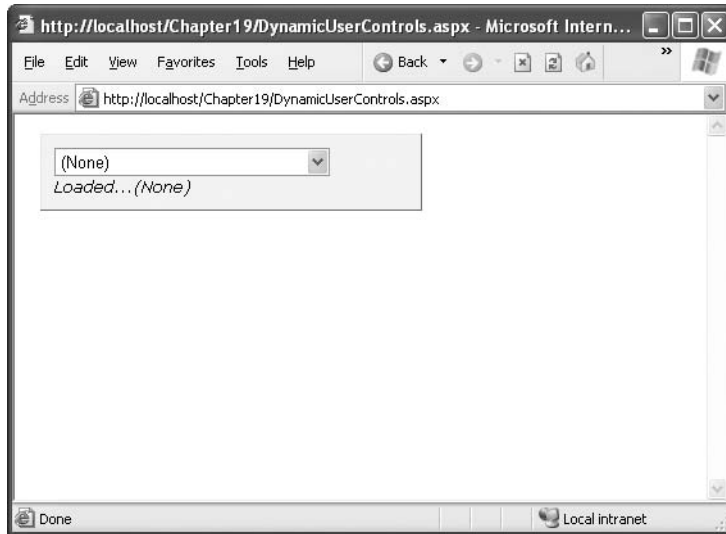 http://localhost/Chapter19/DynamicUserControls.aspx - Microsoft Intern...
File Edit View Favorites Tools Help Back »
Address http://localhost/Chapter19/DynamicUserControls.aspx
(None)
Loaded...(None)
Done Local intranet